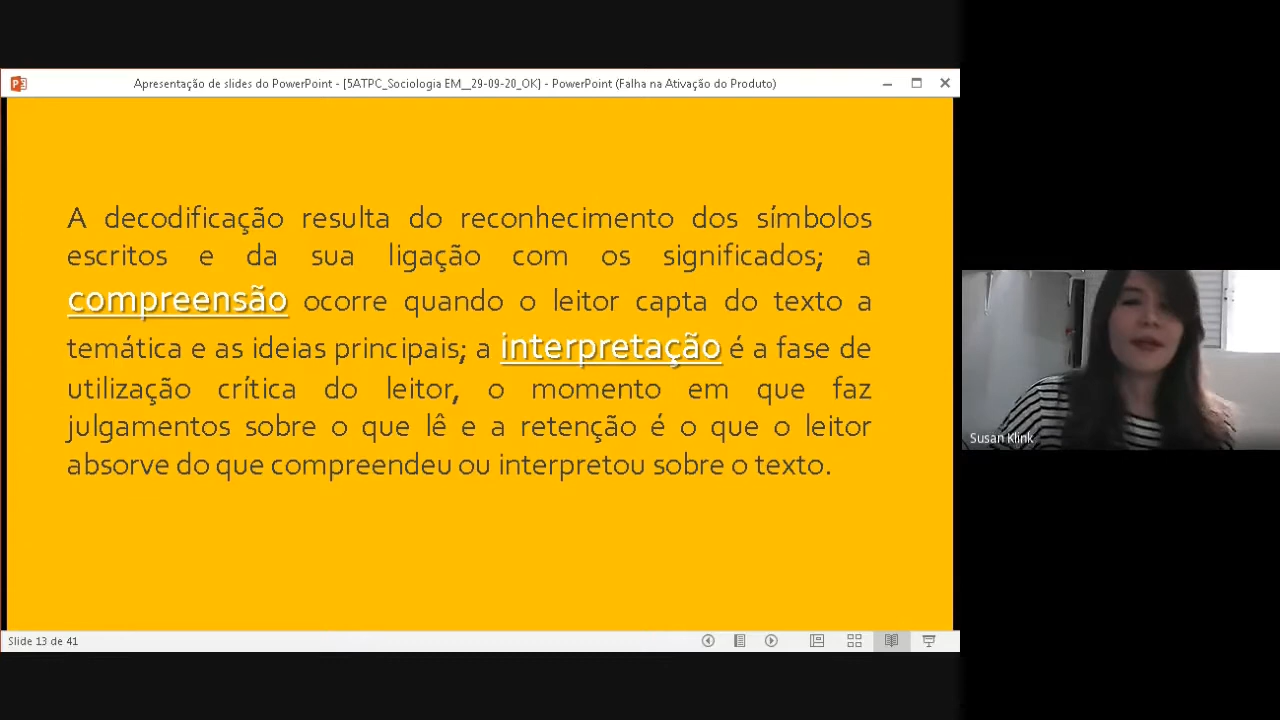 Apresentação de slides do PowerPoint - [5ATPC_Sociologia EM__29-09-20_OK] - PowerPoint (Falha na Ativação do Produto)
A decodificação resulta do reconhecimento dos símbolos
escritos e da sua ligação com os significados; a
compreensão ocorre quando o leitor capta do texto a
temática e as ideias principais; a interpretação é a fase de
utilização crítica do leitor, o momento em que faz
julgamentos sobre o que lê e a retenção é o que o leitor
absorve do que compreendeu ou interpretou sobre o texto.
Susan Klink
Slide 13 de 41